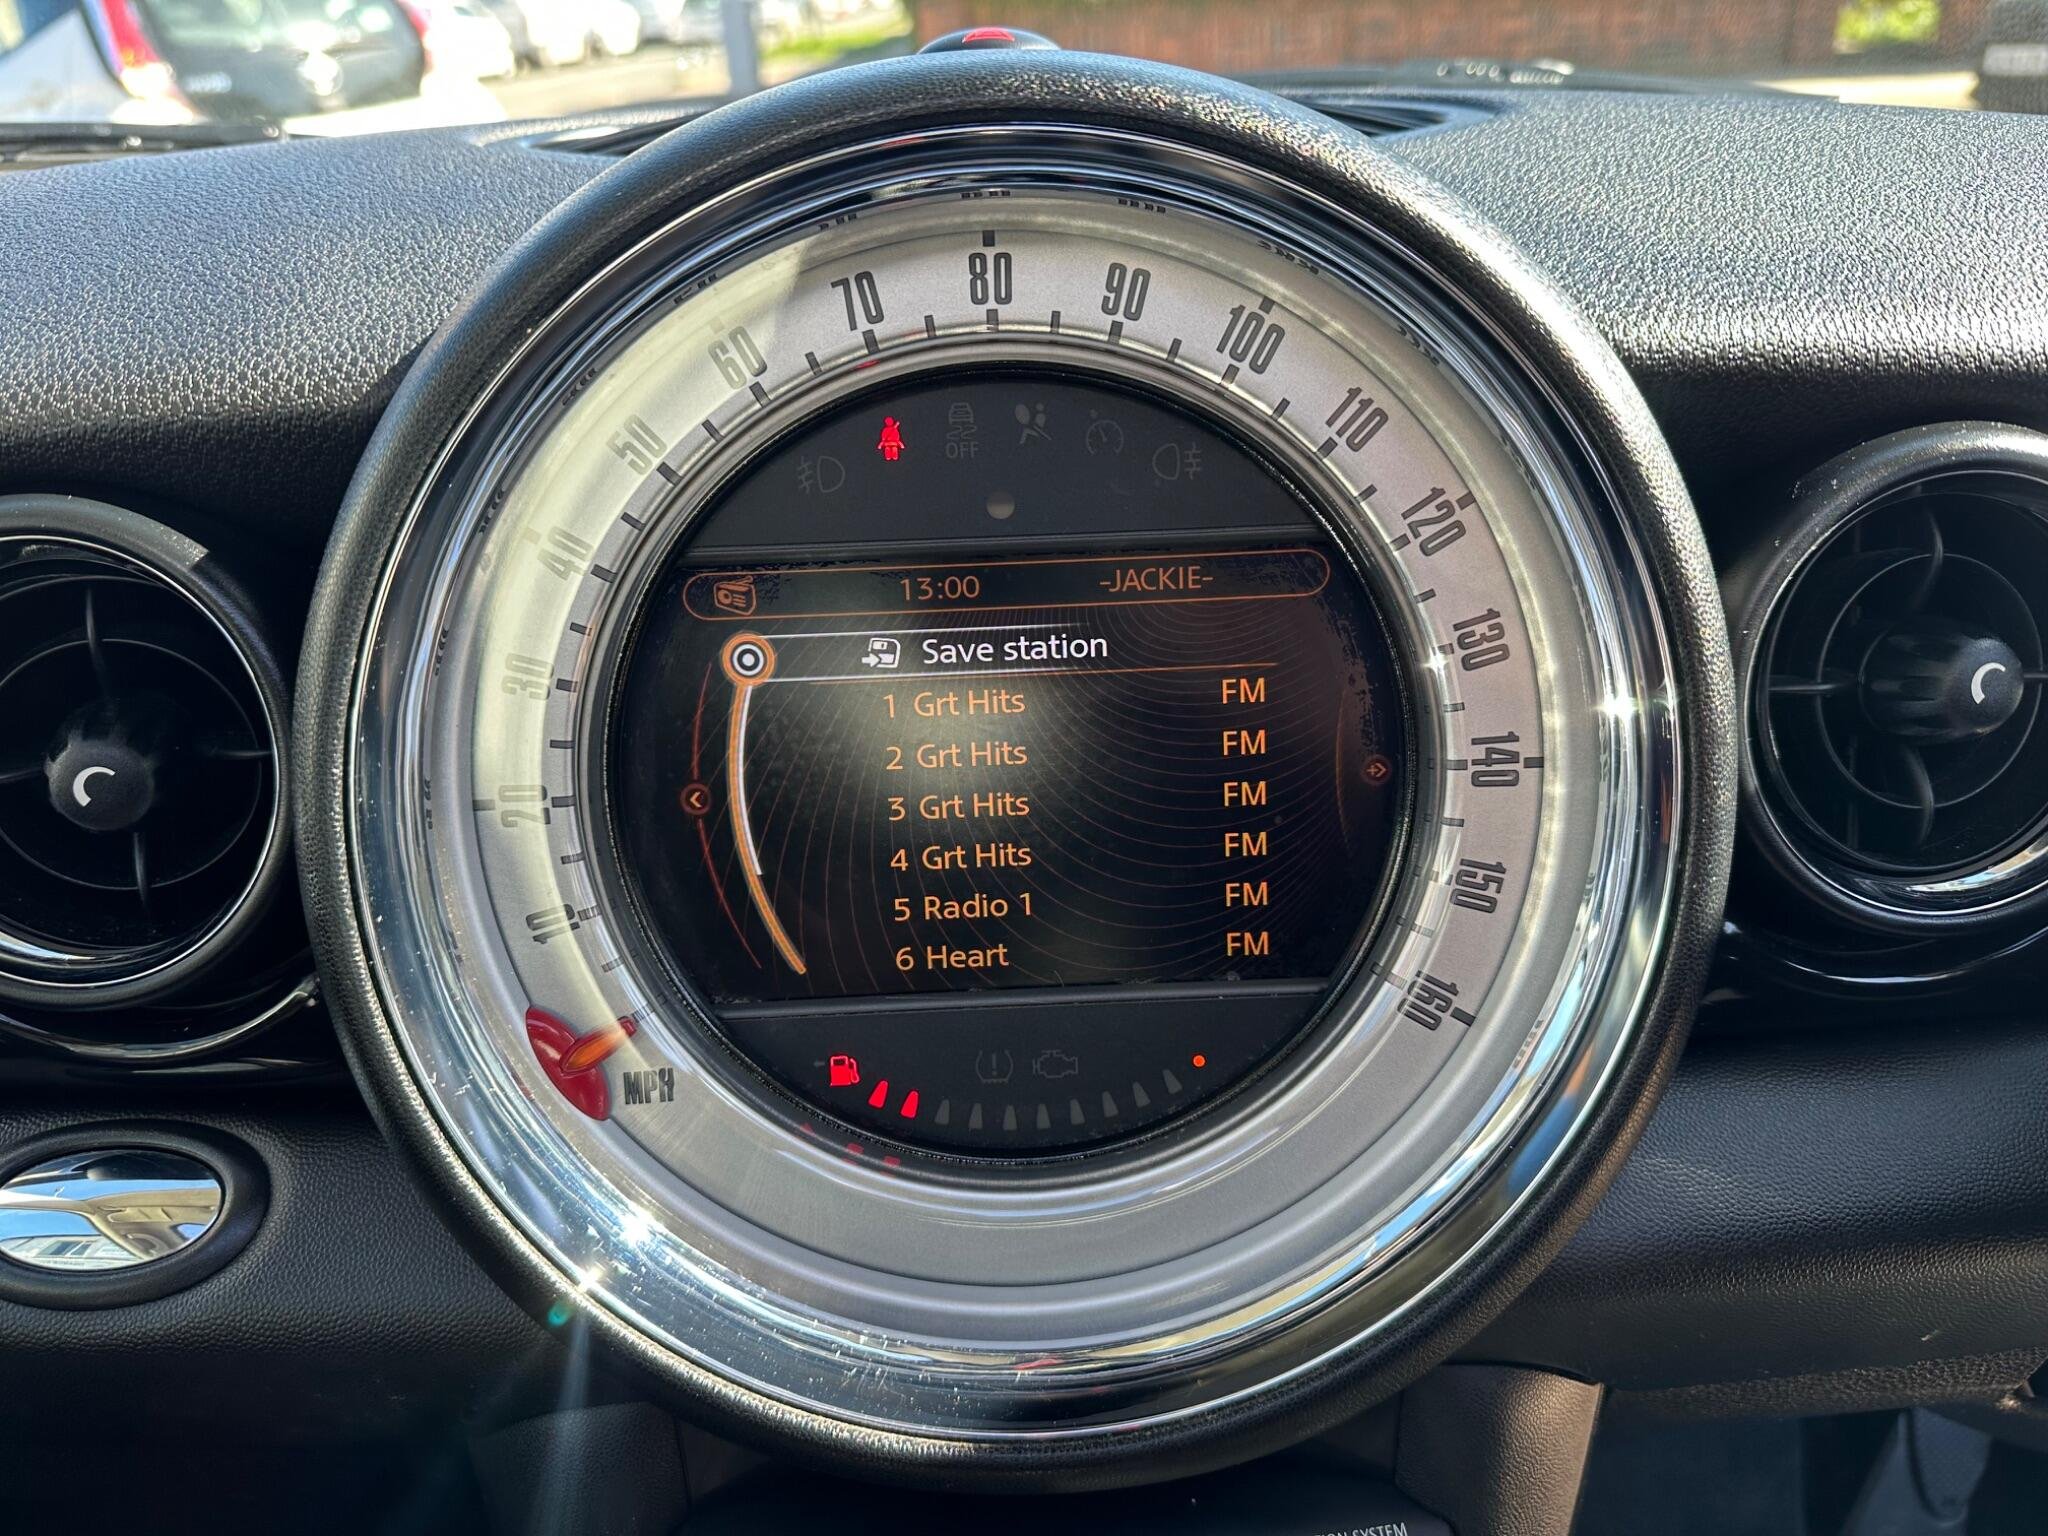 80
70
90
60
100
50
110
OFF
120
40
13:00 -JACKIE-
130
30
Save station
1 Grt Hits FM
2 Grt Hits FM
140
20
3 Grt Hits FM
4 Grt Hits FM
150
10
5 Radio 1 FM
6 Heart FM
160
MPH
SYSTEM